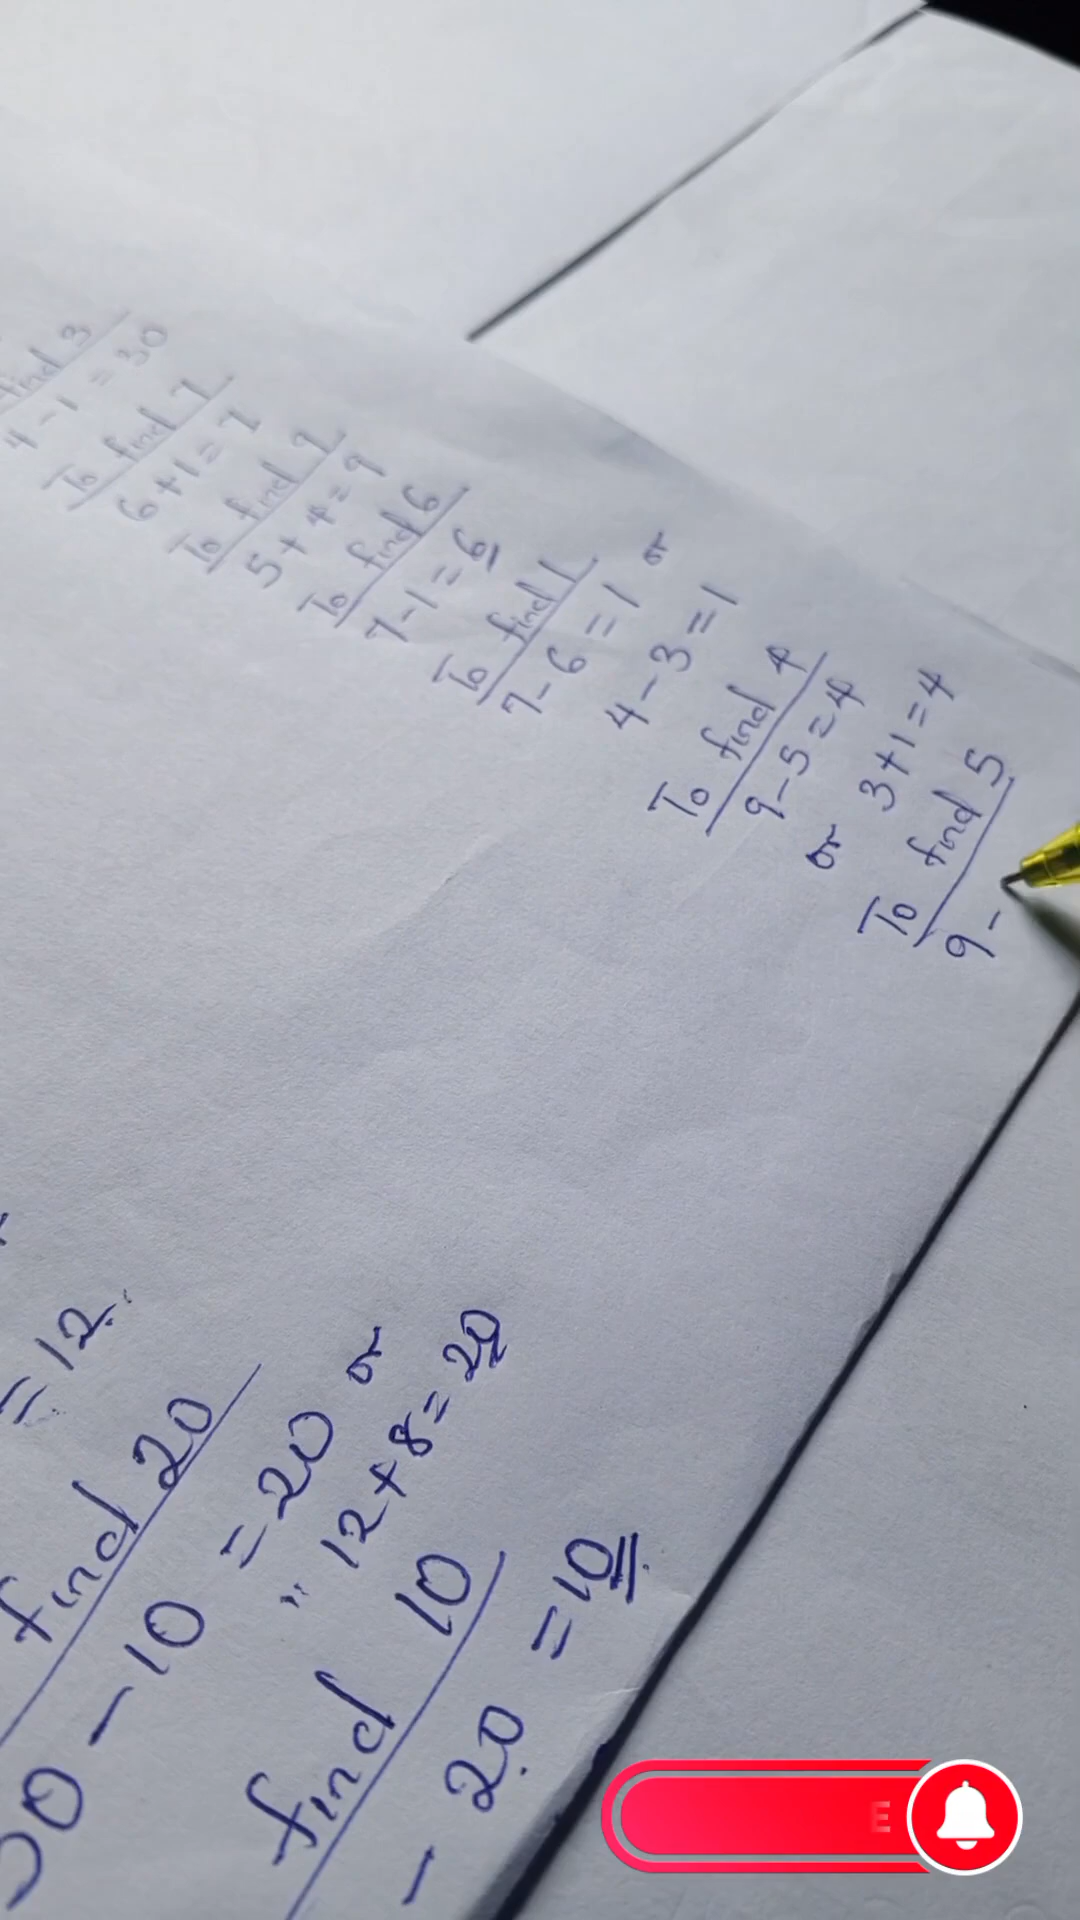 find 3
4-1 = 30
To find 7
6+1=7
To find 9
5+4=9
To find 6
7-1=6
To find 1
7-6=1 or
4-3=1
To find 4
9-5=4
or 3+1=4
To find 5
9-
=12.
find 20
30-10=20 or
" 12+8=20
find 10
- 20 =10
E